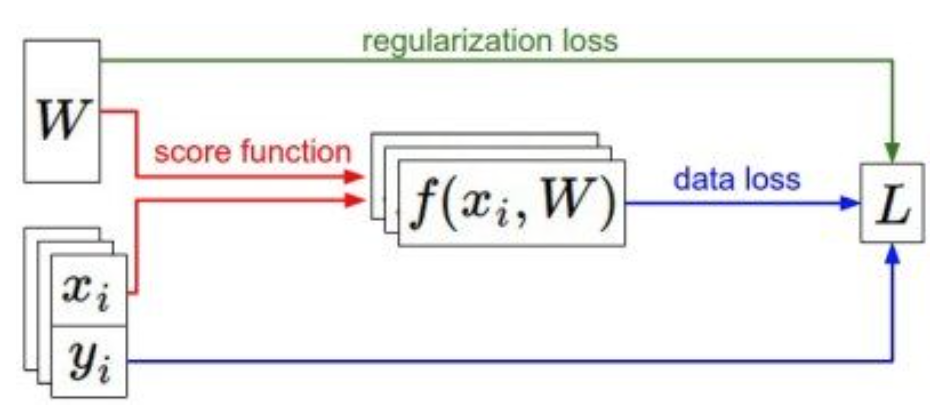 regularization loss
W
score function
f(x_i, W)
data loss
L
x_i
y_i